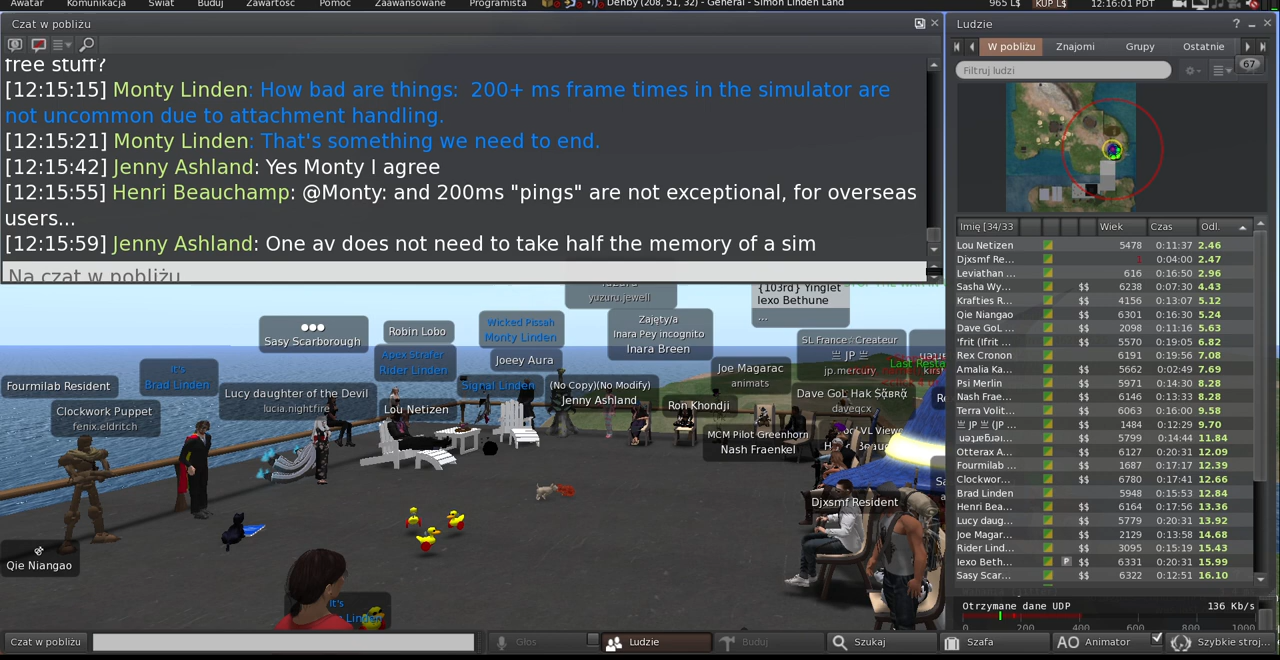 Awatar Komunikacja Świat Buduj Zawartość Pomoc Zaawansowane Programista Denby (208, 51, 32) - General - Simon Linden Land 965 L$ KUP L$ 12:16:01 PDT
Czat w pobliżu
free stuff?
[12:15:15] Monty Linden: How bad are things: 200+ ms frame times in the simulator are
not uncommon due to attachment handling.
[12:15:21] Monty Linden: That's something we need to end.
[12:15:42] Jenny Ashland: Yes Monty I agree
[12:15:55] Henri Beauchamp: @Monty: and 200ms "pings" are not exceptional, for overseas
users...
[12:15:59] Jenny Ashland: One av does not need to take half the memory of a sim
Na czat w pobliżu
yuzuru.jewell
{103rd} Yinglet
Iexo Bethune
...
Sasy Scarborough
Robin Lobo
Wicked Pissah
Monty Linden
Zajęty/a
Inara Pey incognito
Inara Breen
SL France☆Createur
JP
jp.mercury
Last Resta
It's
Brad Linden
Apex Strafer
Rider Linden
Joeey Aura
Joe Magarac
animats
Fourmilab Resident
Lucy daughter of the Devil
lucia.nightfire
Signal Linden
(No Copy)(No Modify)
Jenny Ashland
Clockwork Puppet
fenix.eldritch
Lou Netizen
Ron Khondji
davegqx
MCM Pilot Greenhorn
Nash Fraenkel
Djxsmf Resident
Qie Niangao
It's
Linden
Ludzie
W pobliżu Znajomi Grupy Ostatnie
Filtruj ludzi
67
Imię [34/33 Wiek Czas Odl.
Lou Netizen 5478 0:11:37 2.46
Djxsmf Re... 1 0:04:00 2.47
Leviathan ... 616 0:16:50 2.96
Sasha Wy... $$ 6238 0:07:30 4.43
Krafties R... $$ 4156 0:13:07 5.12
Qie Niangao 6301 0:16:30 5.24
Dave GoL ... $$ 2098 0:11:16 5.63
'frit (Ifrit ... $$ 5570 0:19:05 6.82
Rex Cronon 6191 0:19:56 7.08
Amalia Ka... $$ 5662 0:02:49 7.69
Psi Merlin $$ 5971 0:14:30 8.28
Nash Frae... $$ 6146 0:13:33 8.28
Terra Volit... $$ 6063 0:16:00 9.58
JP (JP ... $$ 1484 0:12:29 9.70
$$ 5799 0:14:44 11.84
Otterax A... $$ 6127 0:20:31 12.09
Fourmilab ... $$ 1687 0:17:17 12.39
Clockwor... $$ 6780 0:17:41 12.66
Brad Linden 5948 0:15:53 12.84
Henri Bea... $$ 6164 0:17:56 13.36
Lucy daug... $$ 5779 0:20:31 13.92
Joe Magar... $$ 2129 0:13:58 14.68
Rider Lind... $$ 3095 0:15:19 15.43
Iexo Beth... P $$ 6331 0:20:31 15.99
Sasy Scar... $$ 6322 0:12:51 16.10
Otrzymane dane UDP 136 Kb/s
0 200 400 600 800 1000
Czat w pobliżu Głos Ludzie Buduj Szukaj Szafa AO Animator Szybkie stroj...